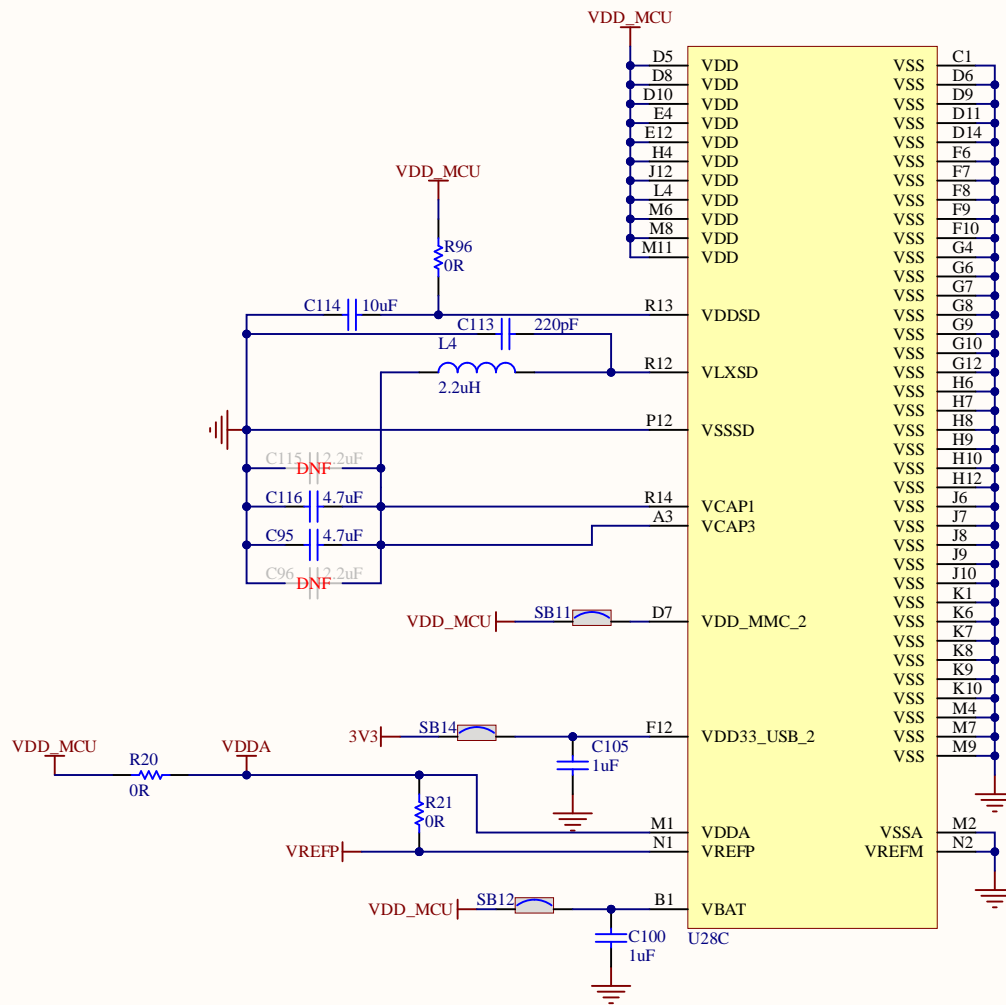 VDD_MCU
D5 VDD VSS C1
D8 VDD VSS D6
D10 VDD VSS D9
E4 VDD VSS D11
E12 VDD VSS D14
H4 VDD VSS F6
J12 VDD VSS F7
L4 VDD VSS F8
M6 VDD VSS F9
M8 VDD VSS F10
M11 VDD VSS G4
VSS G6
VSS G7
VDD_MCU
R96
0R
C114 10uF R13 VDDSD VSS G8
C113 220pF VSS G9
L4 VSS G10
2.2uH R12 VLXSD VSS G12
VSS H6
VSS H7
P12 VSSSD VSS H8
VSS H9
C115 DNF 2.2uF VSS H10
VSS H12
C116 4.7uF R14 VCAP1 VSS J6
A3 VCAP3 VSS J7
C95 4.7uF VSS J8
VSS J9
C96 DNF 2.2uF VSS J10
VSS K1
VDD_MCU SB11 D7 VDD_MMC_2 VSS K6
VSS K7
VSS K8
VSS K9
VSS K10
VSS M4
3V3 SB14 F12 VDD33_USB_2 VSS M7
VSS M9
C105
1uF
VDD_MCU R20 VDDA
0R
R21
0R
M1 VDDA VSSA M2
VREFP N1 VREFP VREFM N2
VDD_MCU SB12 B1 VBAT
C100
1uF
U28C